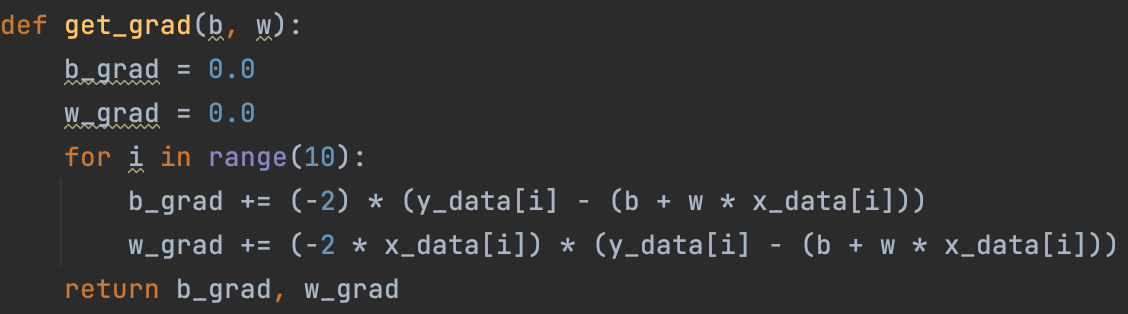 def get_grad(b, w):
    b_grad = 0.0
    w_grad = 0.0
    for i in range(10):
        b_grad += (-2) * (y_data[i] - (b + w * x_data[i]))
        w_grad += (-2 * x_data[i]) * (y_data[i] - (b + w * x_data[i]))
    return b_grad, w_grad